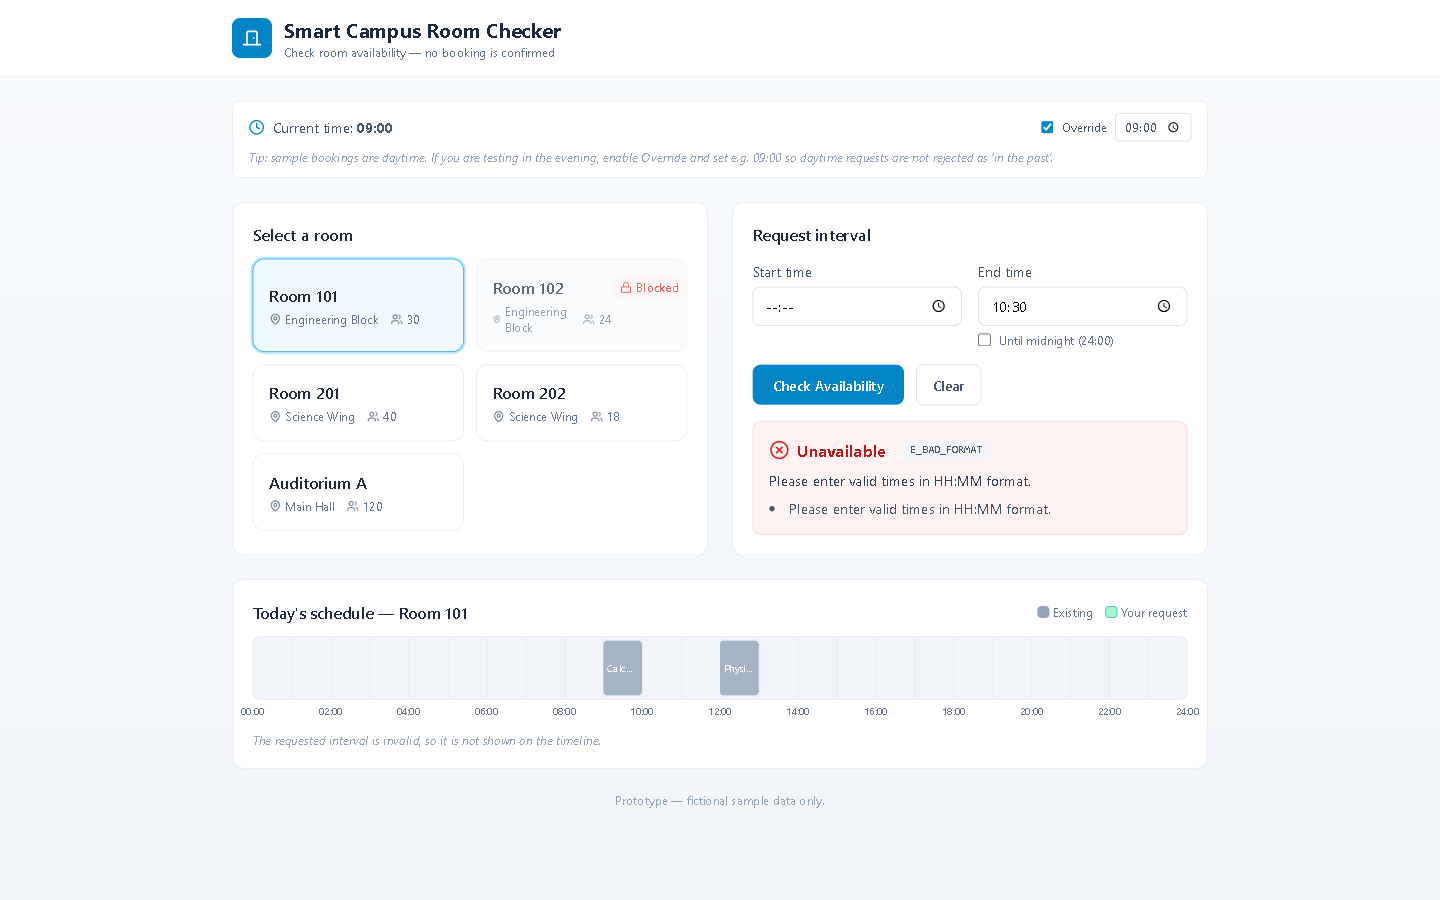 Smart Campus Room Checker
Check room availability — no booking is confirmed
Current time: 09:00
Override 09:00
Tip: sample bookings are daytime. If you are testing in the evening, enable Override and set e.g. 09:00 so daytime requests are not rejected as 'in the past'.
Select a room
Room 101
Engineering Block 30
Room 102 Blocked
Engineering
Block
24
Room 201
Science Wing 40
Room 202
Science Wing 18
Auditorium A
Main Hall 120
Request interval
Start time End time
--:-- 10:30
Until midnight (24:00)
Check Availability Clear
Unavailable E_BAD_FORMAT
Please enter valid times in HH:MM format.
• Please enter valid times in HH:MM format.
Today's schedule — Room 101 Existing Your request
Calc... Physi...
00:00 02:00 04:00 06:00 08:00 10:00 12:00 14:00 16:00 18:00 20:00 22:00 24:00
The requested interval is invalid, so it is not shown on the timeline.
Prototype — fictional sample data only.